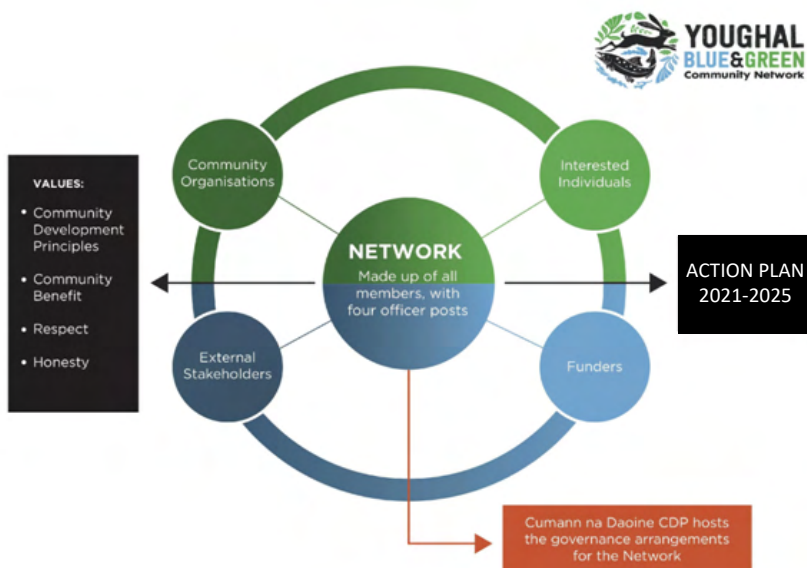 YOUGHAL
BLUE&GREEN
Community Network
Community
Organisations
Interested
Individuals
VALUES:
• Community
Development
Principles
• Community
Benefit
• Respect
• Honesty
NETWORK
Made up of all
members, with
four officer posts
ACTION PLAN
2021-2025
External
Stakeholders
Funders
Cumann na Daoine CDP hosts
the governance arrangements
for the Network